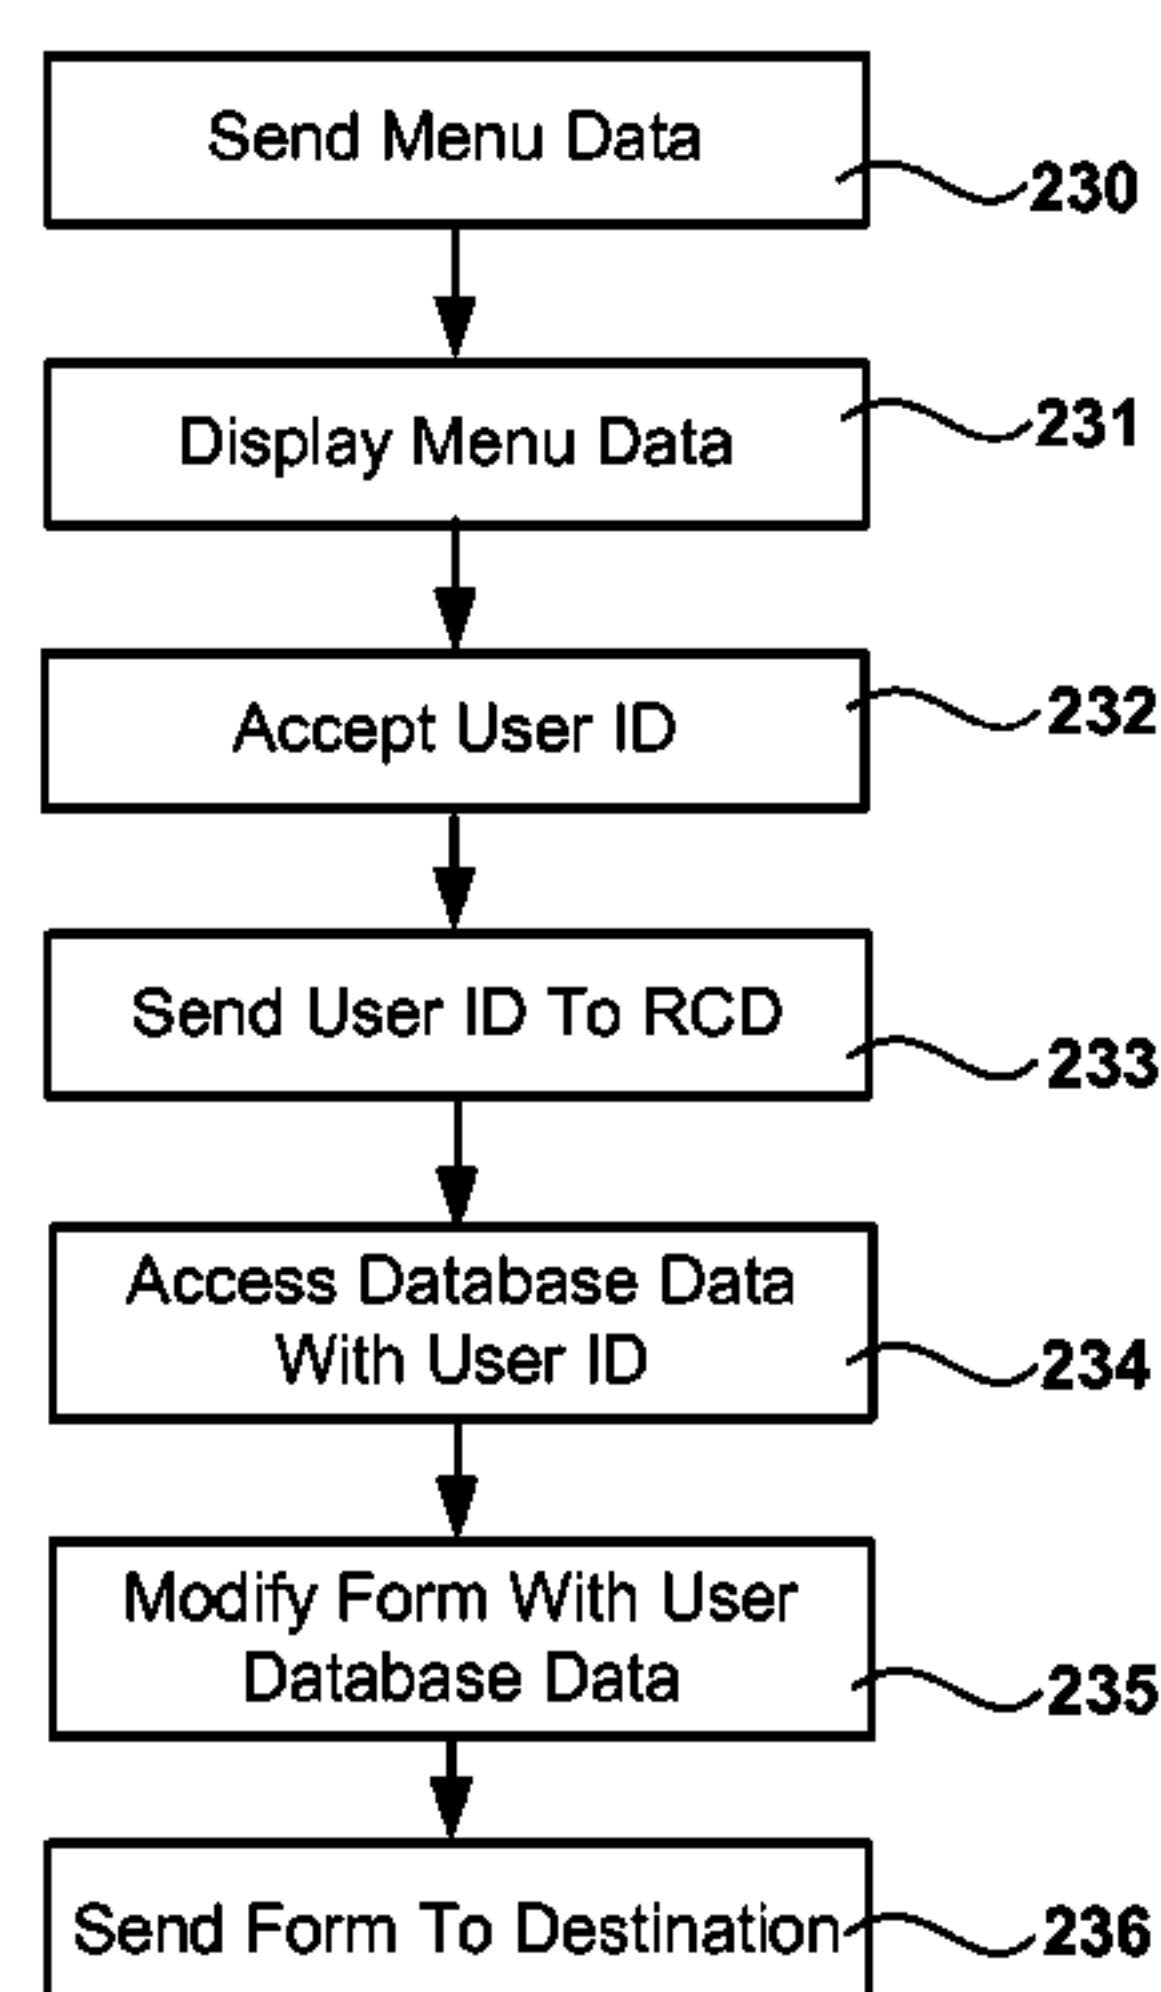 Send Menu Data
230
Display Menu Data
231
Accept User ID
232
Send User ID To RCD
233
Access Database Data
With User ID
234
Modify Form With User
Database Data
235
Send Form To Destination
236